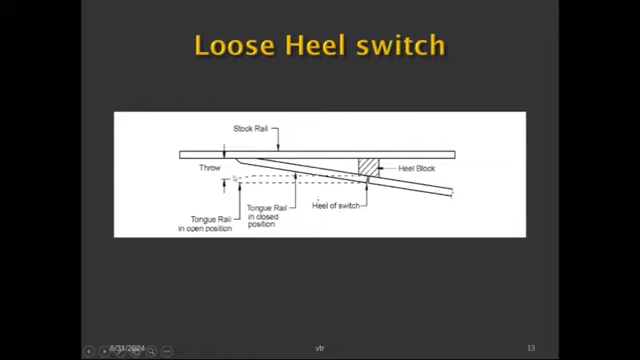 Loose Heel switch
Stock Rail
Throw
Heel Block
Tongue Rail
in open position
Tongue Rail
in closed
position
Heel of switch
8/31/2024
vtr
13